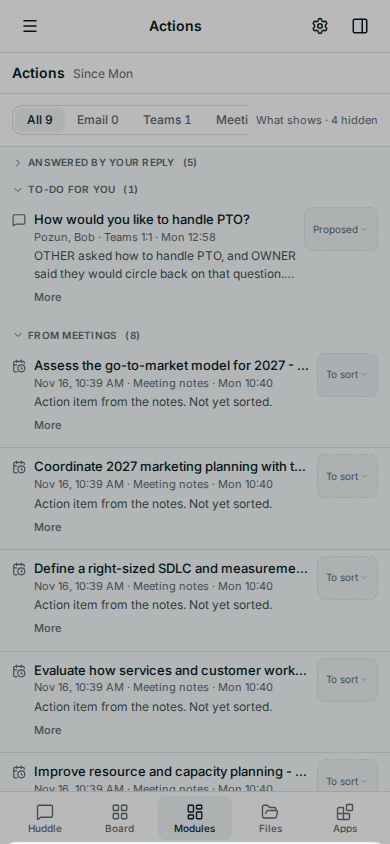 Actions
Actions Since Mon
All 9 Email 0 Teams 1 Meeti What shows · 4 hidden
ANSWERED BY YOUR REPLY (5)
TO-DO FOR YOU (1)
How would you like to handle PTO?
Proposed
Pozun, Bob · Teams 1:1 · Mon 12:58
OTHER asked how to handle PTO, and OWNER
said they would circle back on that question....
More
FROM MEETINGS (8)
Assess the go-to-market model for 2027 - ...
To sort
Nov 16, 10:39 AM · Meeting notes · Mon 10:40
Action item from the notes. Not yet sorted.
More
Coordinate 2027 marketing planning with t...
To sort
Nov 16, 10:39 AM · Meeting notes · Mon 10:40
Action item from the notes. Not yet sorted.
More
Define a right-sized SDLC and measureme...
To sort
Nov 16, 10:39 AM · Meeting notes · Mon 10:40
Action item from the notes. Not yet sorted.
More
Evaluate how services and customer work...
To sort
Nov 16, 10:39 AM · Meeting notes · Mon 10:40
Action item from the notes. Not yet sorted.
More
Improve resource and capacity planning - ...
To sort
Nov 16, 10:39 AM · Meeting notes · Mon 10:40
Huddle Board Modules Files Apps